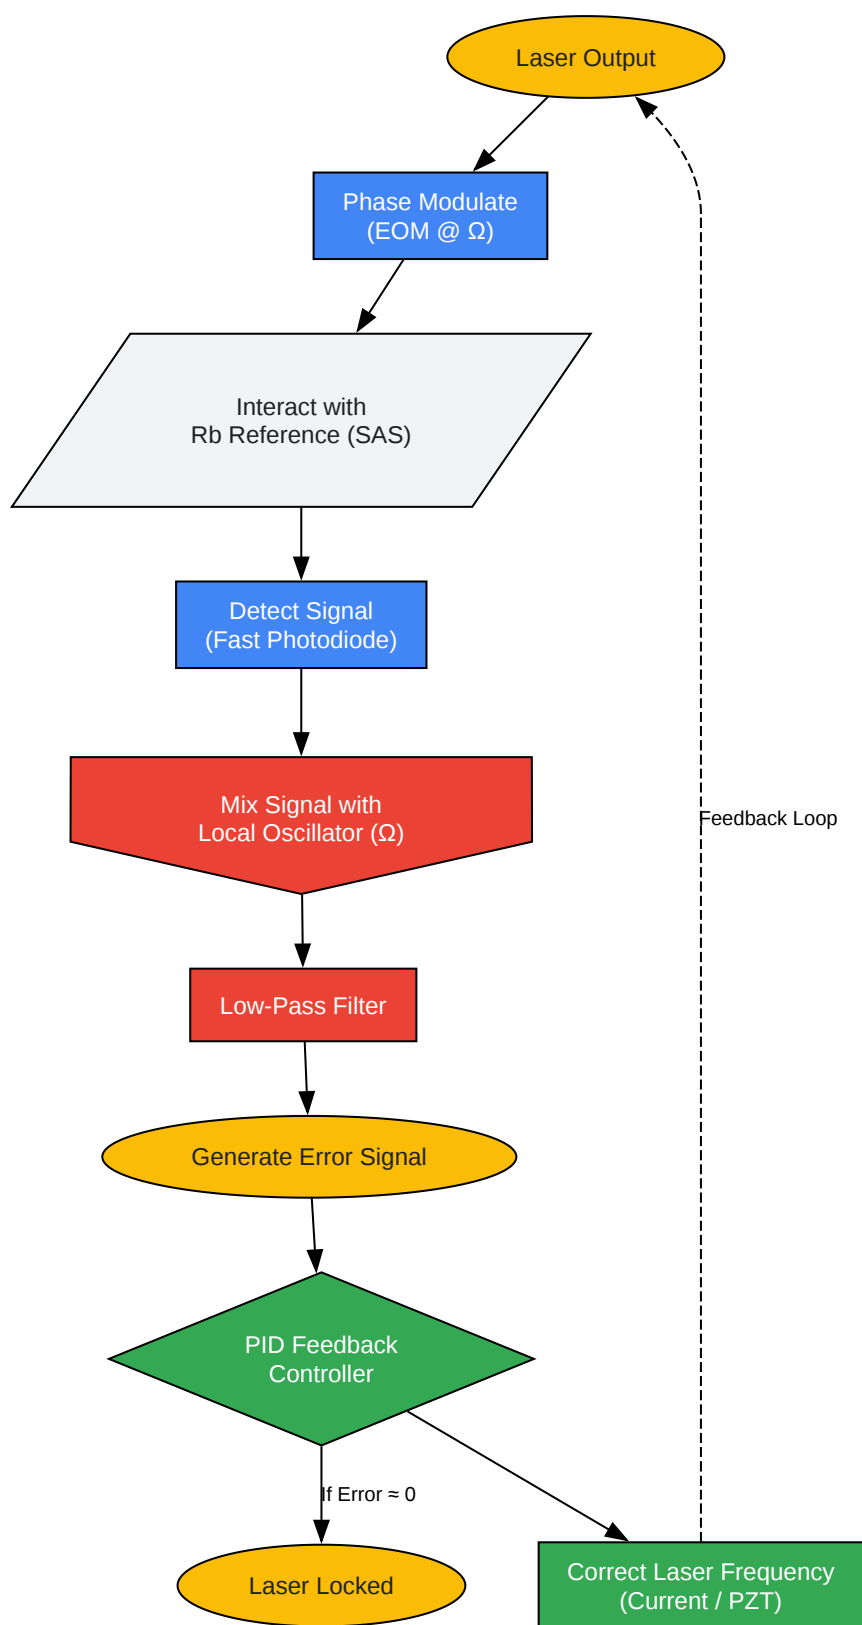 Laser Output
Phase Modulate
(EOM @ Ω)
Interact with
Rb Reference (SAS)
Detect Signal
(Fast Photodiode)
Mix Signal with
Local Oscillator (Ω)
Feedback Loop
Low-Pass Filter
Generate Error Signal
PID Feedback
Controller
If Error ≈ 0
Laser Locked
Correct Laser Frequency
(Current / PZT)